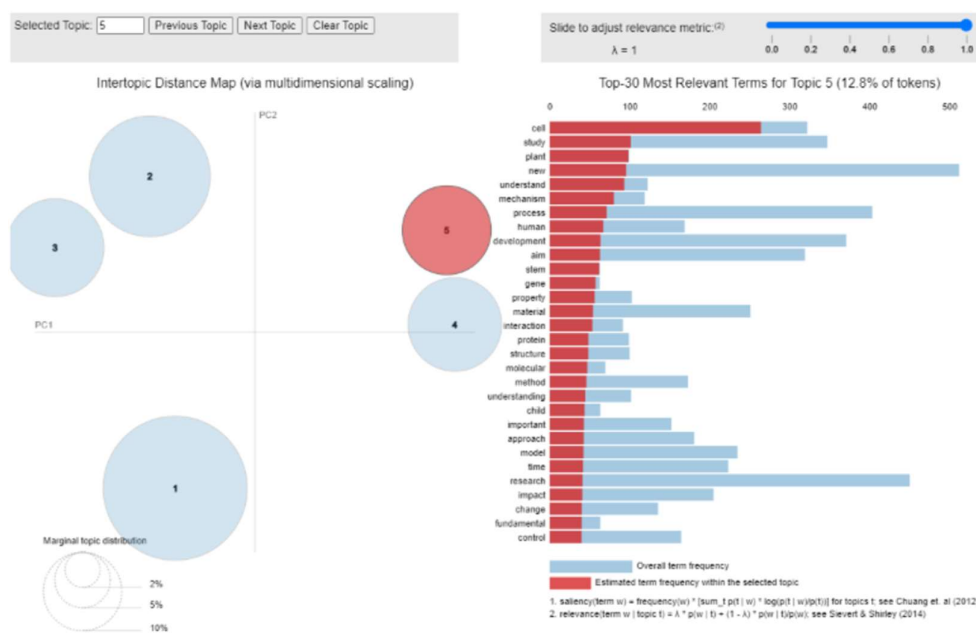 Selected Topic: 5 Previous Topic Next Topic Clear Topic
Slide to adjust relevance metric:(2)
λ = 1
0.0 0.2 0.4 0.6 0.8 1.0
Intertopic Distance Map (via multidimensional scaling)
PC2
PC1
2
3
5
4
1
Marginal topic distribution
2%
5%
10%
Top-30 Most Relevant Terms for Topic 5 (12.8% of tokens)
0 100 200 300 400 500
cell
study
plant
new
understand
mechanism
process
human
development
aim
stem
gene
property
material
interaction
protein
structure
molecular
method
understanding
child
important
approach
model
time
research
impact
change
fundamental
control
Overall term frequency
Estimated term frequency within the selected topic
1. saliency(term w) = frequency(w) * [sum_t p(t | w) * log(p(t | w)/p(t))] for topics t; see Chuang et. al (2012
2. relevance(term w | topic t) = λ * p(w | t) + (1 - λ) * p(w | t)/p(w); see Sievert & Shirley (2014)